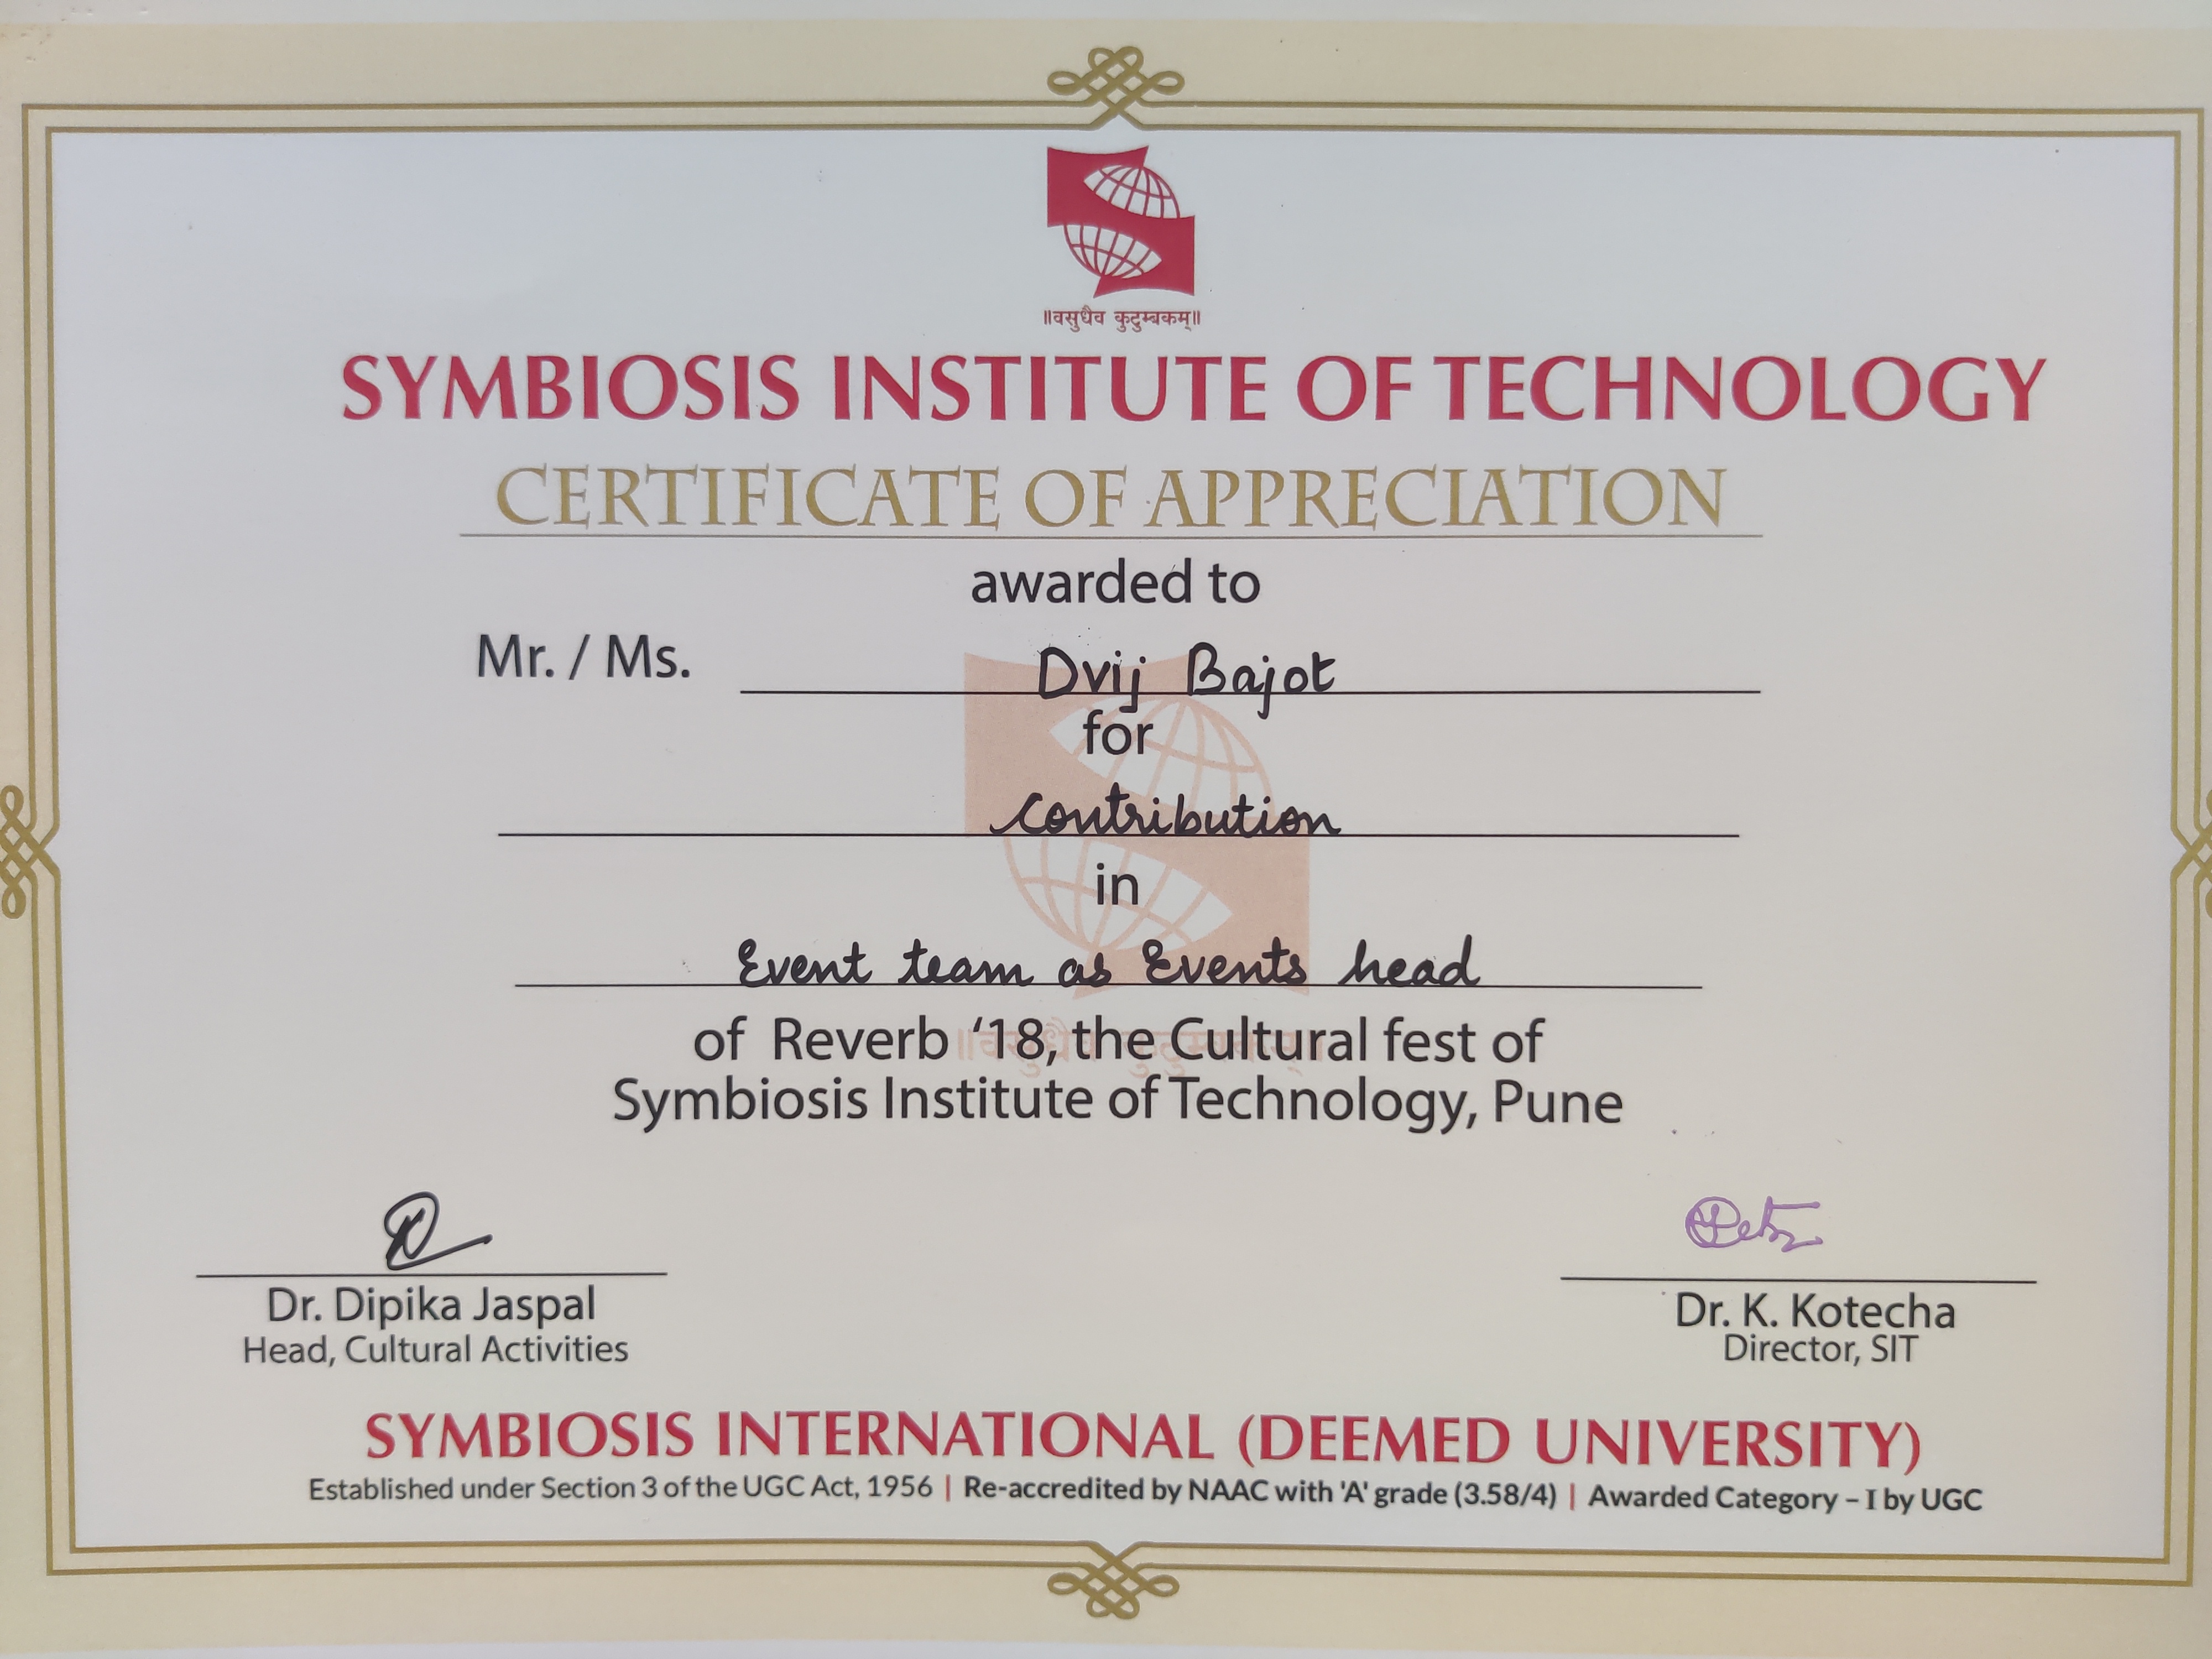 ॥वसुधैव कुटुम्बकम्॥
SYMBIOSIS INSTITUTE OF TECHNOLOGY
CERTIFICATE OF APPRECIATION
awarded to
Mr. / Ms. Dvij Bajot
for
contribution
in
Event team as Events head
॥वसुधैव कुटुम्बकम्॥
of Reverb ‘18, the Cultural fest of
Symbiosis Institute of Technology, Pune
Dr. Dipika Jaspal
Head, Cultural Activities
Dr. K. Kotecha
Director, SIT
SYMBIOSIS INTERNATIONAL (DEEMED UNIVERSITY)
Established under Section 3 of the UGC Act, 1956 | Re-accredited by NAAC with 'A' grade (3.58/4) | Awarded Category – I by UGC